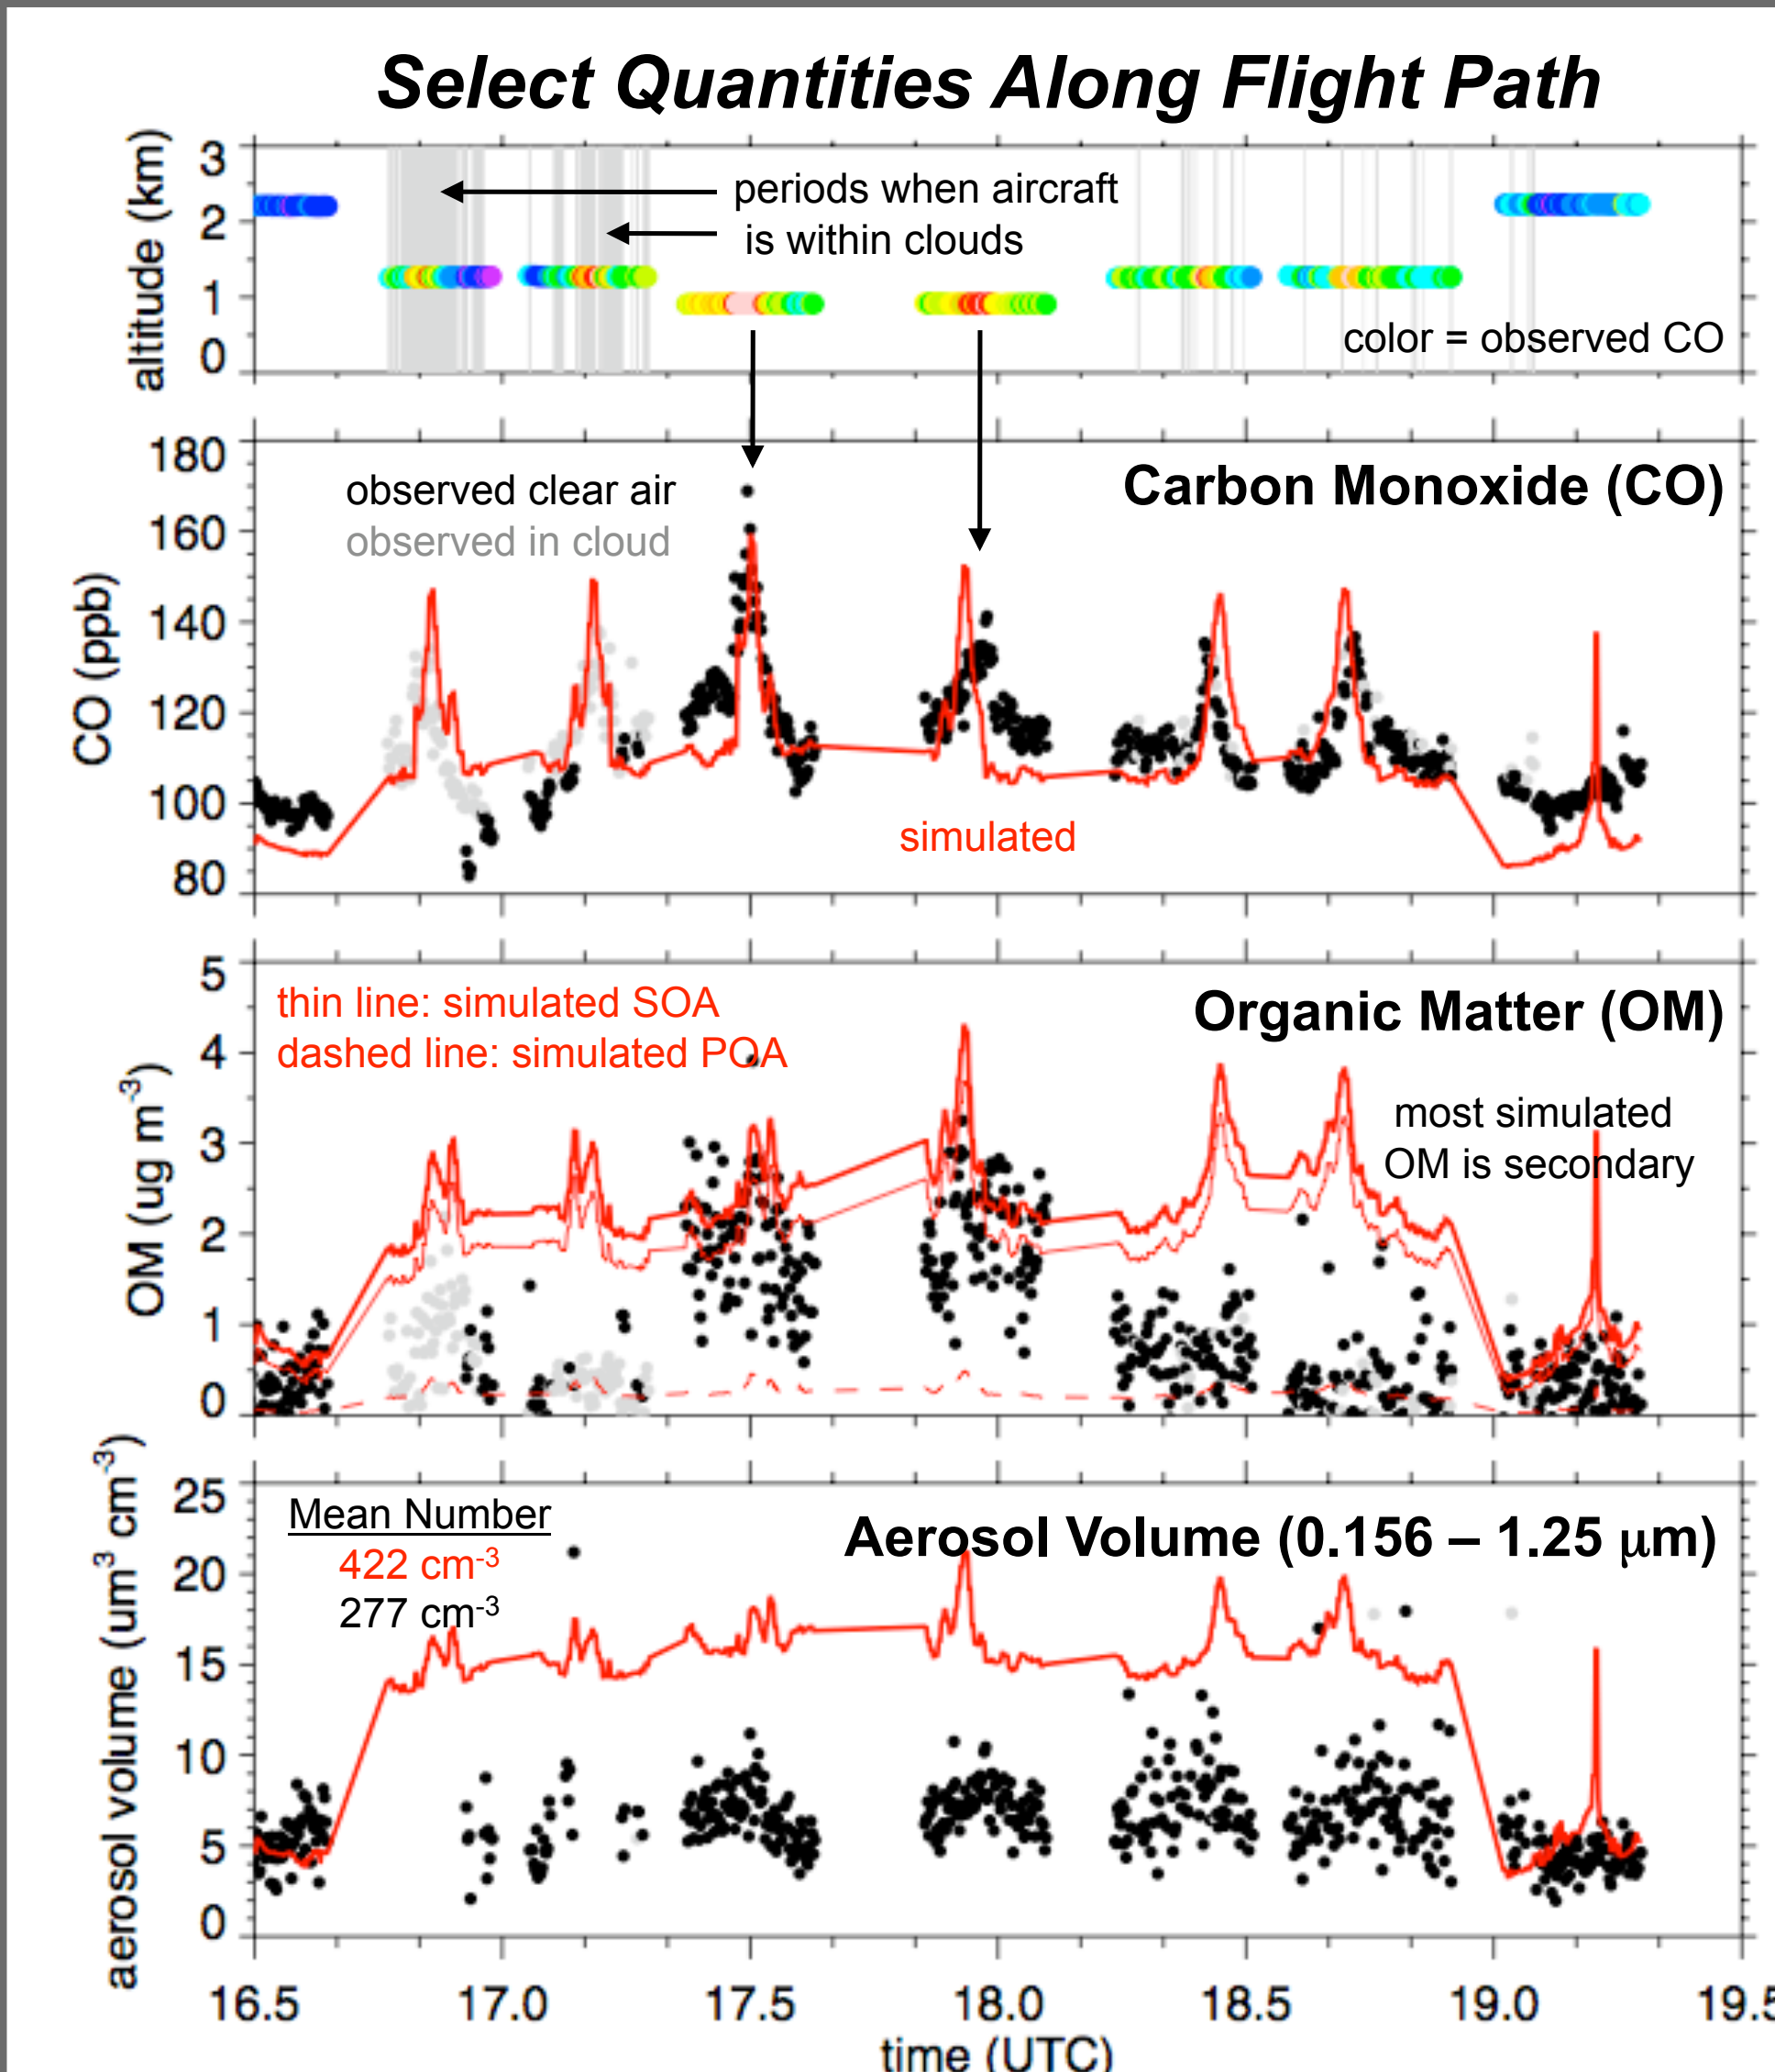 Select Quantities Along Flight Path
altitude (km)
3
2
1
0
periods when aircraft
is within clouds
color = observed CO
CO (ppb)
180
160
140
120
100
80
observed clear air
observed in cloud
Carbon Monoxide (CO)
simulated
OM (ug m-3)
5
4
3
2
1
0
thin line: simulated SOA
dashed line: simulated POA
Organic Matter (OM)
most simulated
OM is secondary
aerosol volume (um3 cm-3)
25
20
15
10
5
0
Mean Number
422 cm-3
277 cm-3
Aerosol Volume (0.156 – 1.25 μm)
16.5 17.0 17.5 18.0 18.5 19.0 19.5
time (UTC)